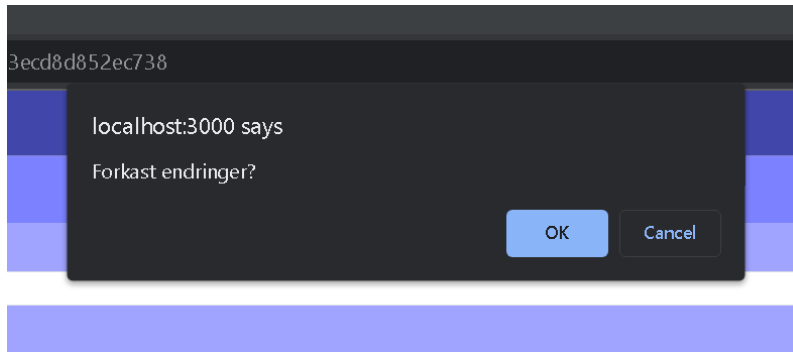 3ecd8d852ec738
localhost:3000 says
Forkast endringer?
OK
Cancel